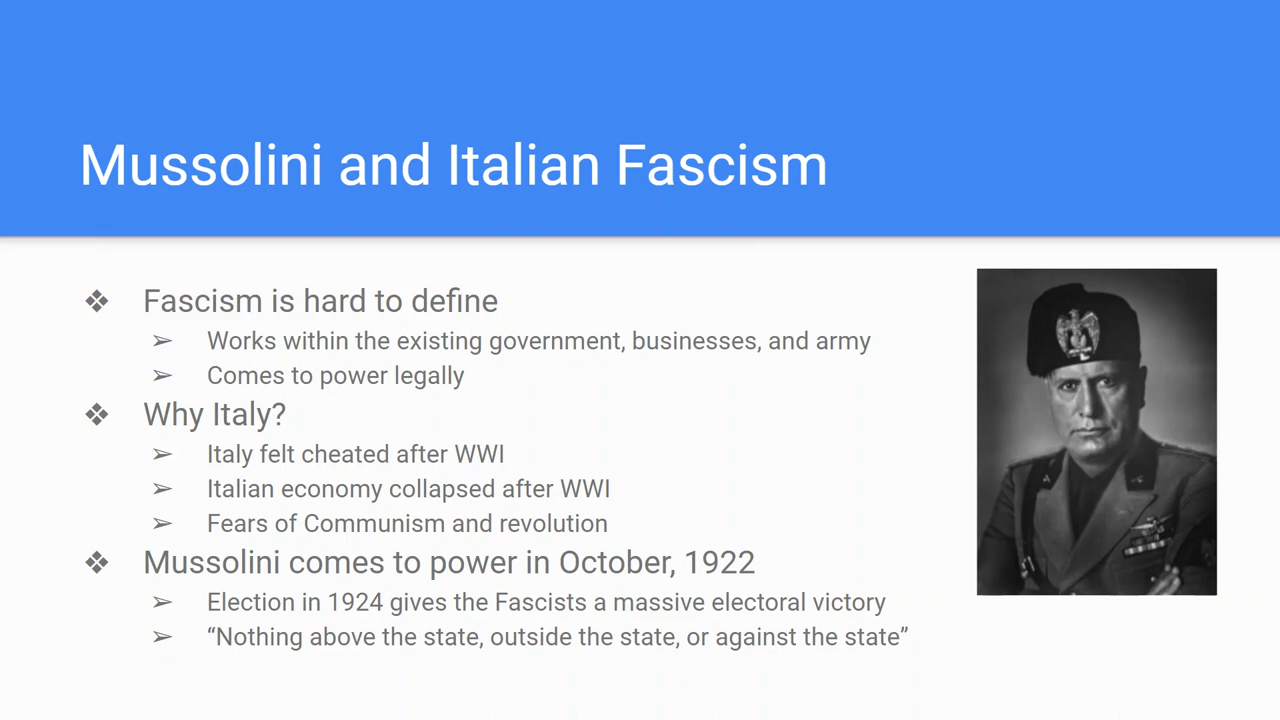 Mussolini and Italian Fascism
❖ Fascism is hard to define
➢ Works within the existing government, businesses, and army
➢ Comes to power legally
❖ Why Italy?
➢ Italy felt cheated after WWI
➢ Italian economy collapsed after WWI
➢ Fears of Communism and revolution
❖ Mussolini comes to power in October, 1922
➢ Election in 1924 gives the Fascists a massive electoral victory
➢ “Nothing above the state, outside the state, or against the state”